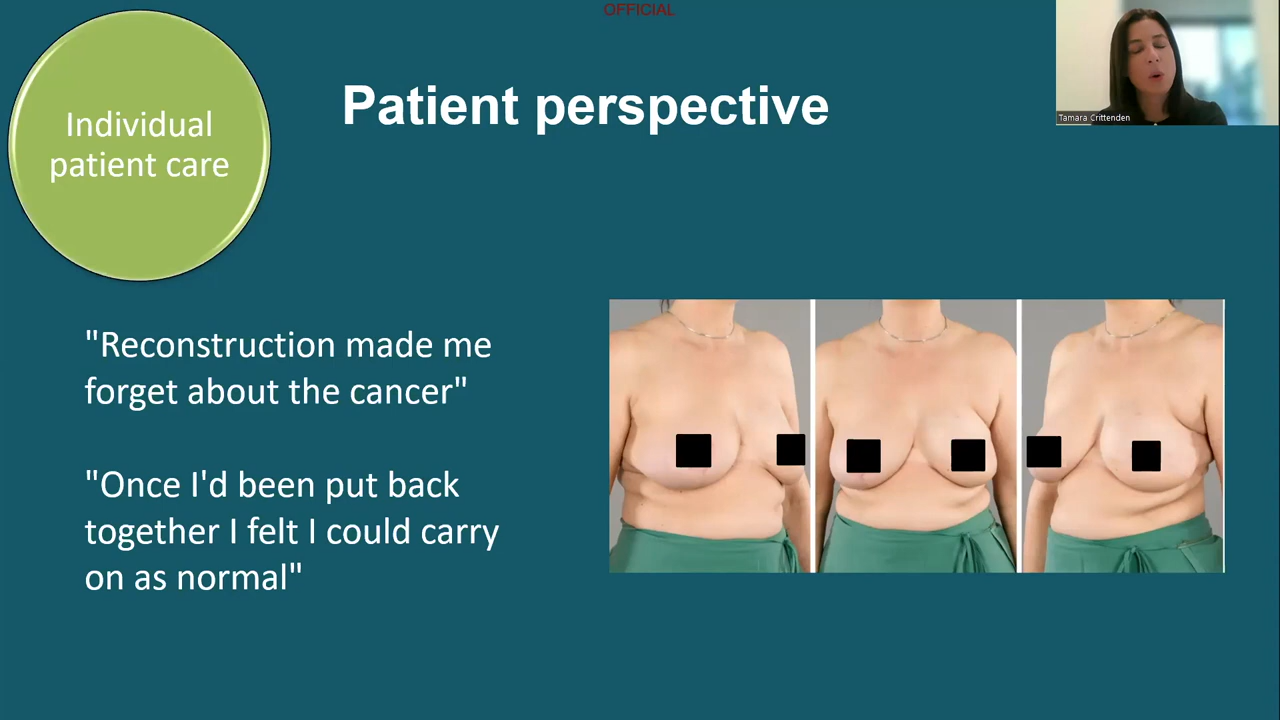 OFFICIAL
Individual
patient care
Patient perspective
Tamara Crittenden
"Reconstruction made me
forget about the cancer"
"Once I'd been put back
together I felt I could carry
on as normal"